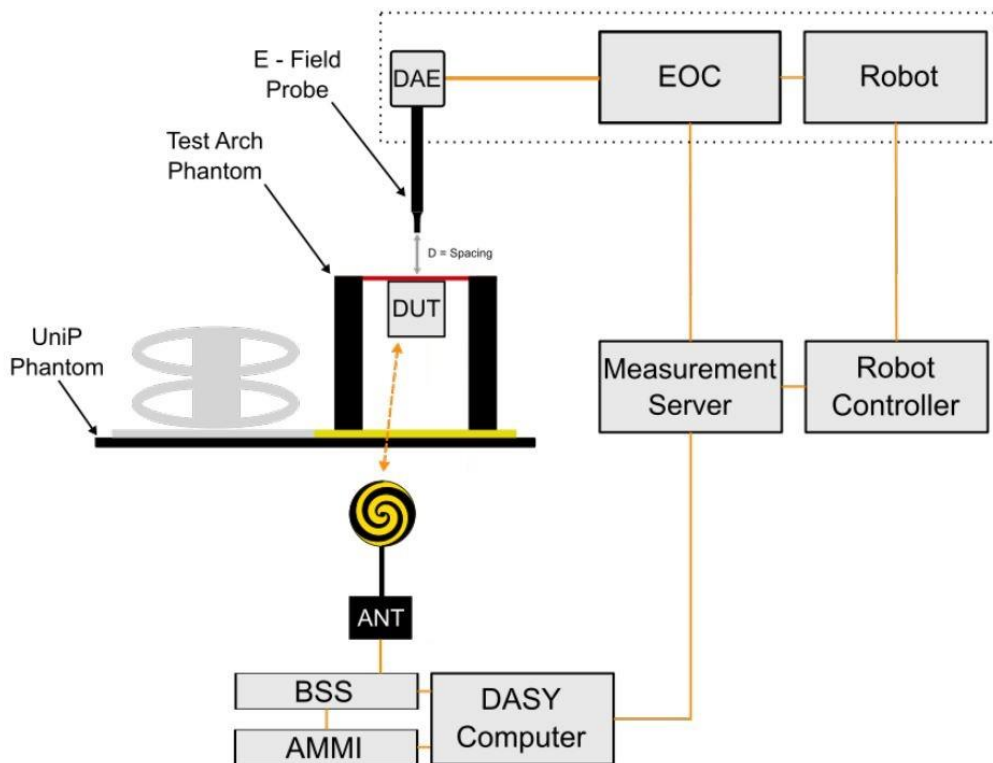 E - Field
Probe
DAE
EOC
Robot
Test Arch
Phantom
D = Spacing
DUT
UniP
Phantom
Measurement
Server
Robot
Controller
ANT
BSS
DASY
Computer
AMMI